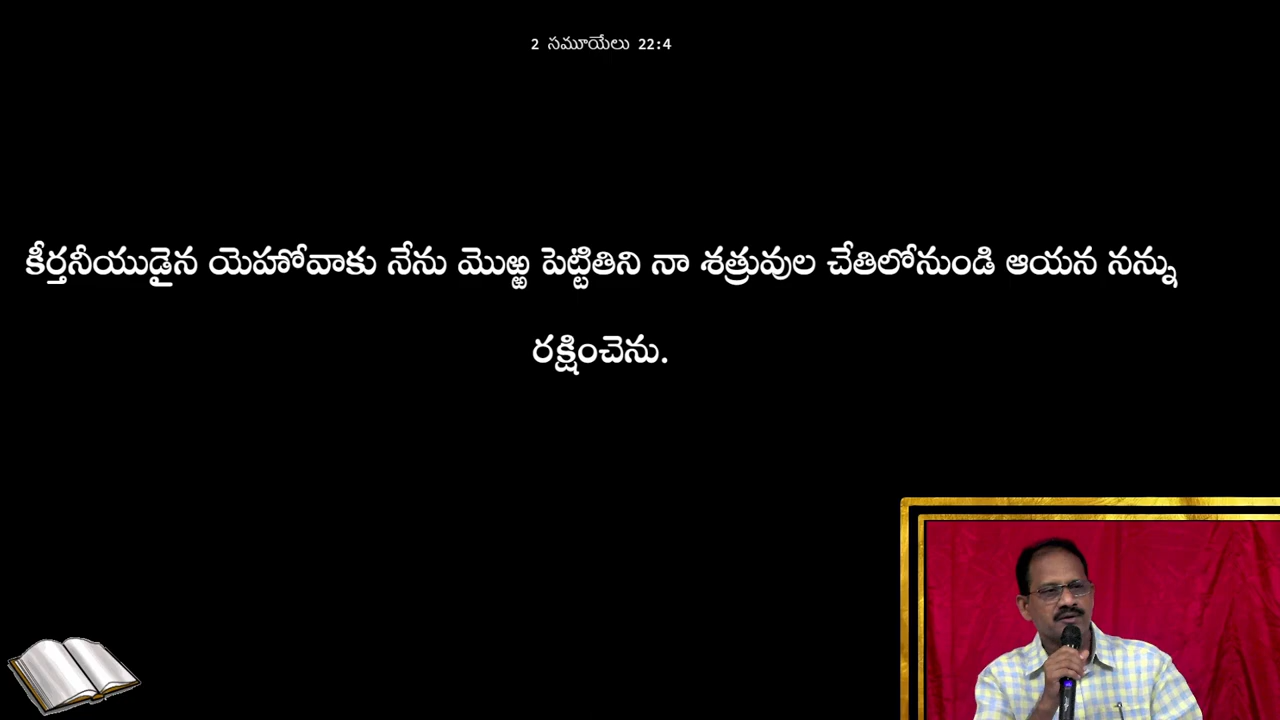 2 సమూయేలు 22:4
కీర్తనీయుడైన యెహోవాకు నేను మొఱ్ఱ పెట్టితిని నా శత్రువుల చేతిలోనుండి ఆయన నన్ను
రక్షించెను.